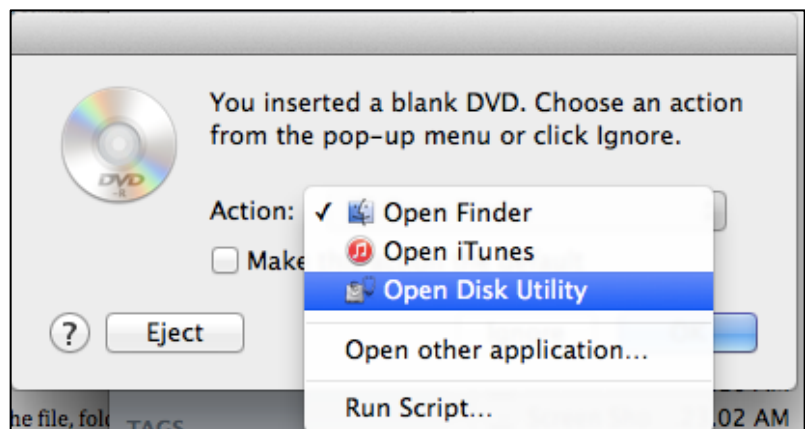 You inserted a blank DVD. Choose an action
from the pop-up menu or click Ignore.
DVD
-R
Action: ✓ Open Finder
Make
Open iTunes
Open Disk Utility
? Eject
Open other application...
Run Script...
he file, fold
TAGS
.02 AM